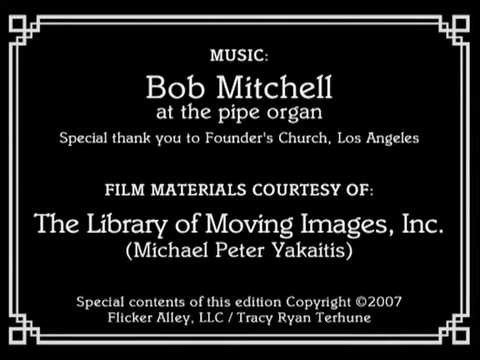 MUSIC:
Bob Mitchell
at the pipe organ
Special thank you to Founder's Church, Los Angeles
FILM MATERIALS COURTESY OF:
The Library of Moving Images, Inc.
(Michael Peter Yakaitis)
Special contents of this edition Copyright ©2007
Flicker Alley, LLC / Tracy Ryan Terhune